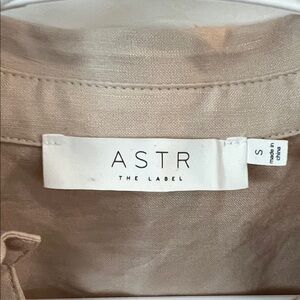 ASTR
THE LABEL
S
made in
china